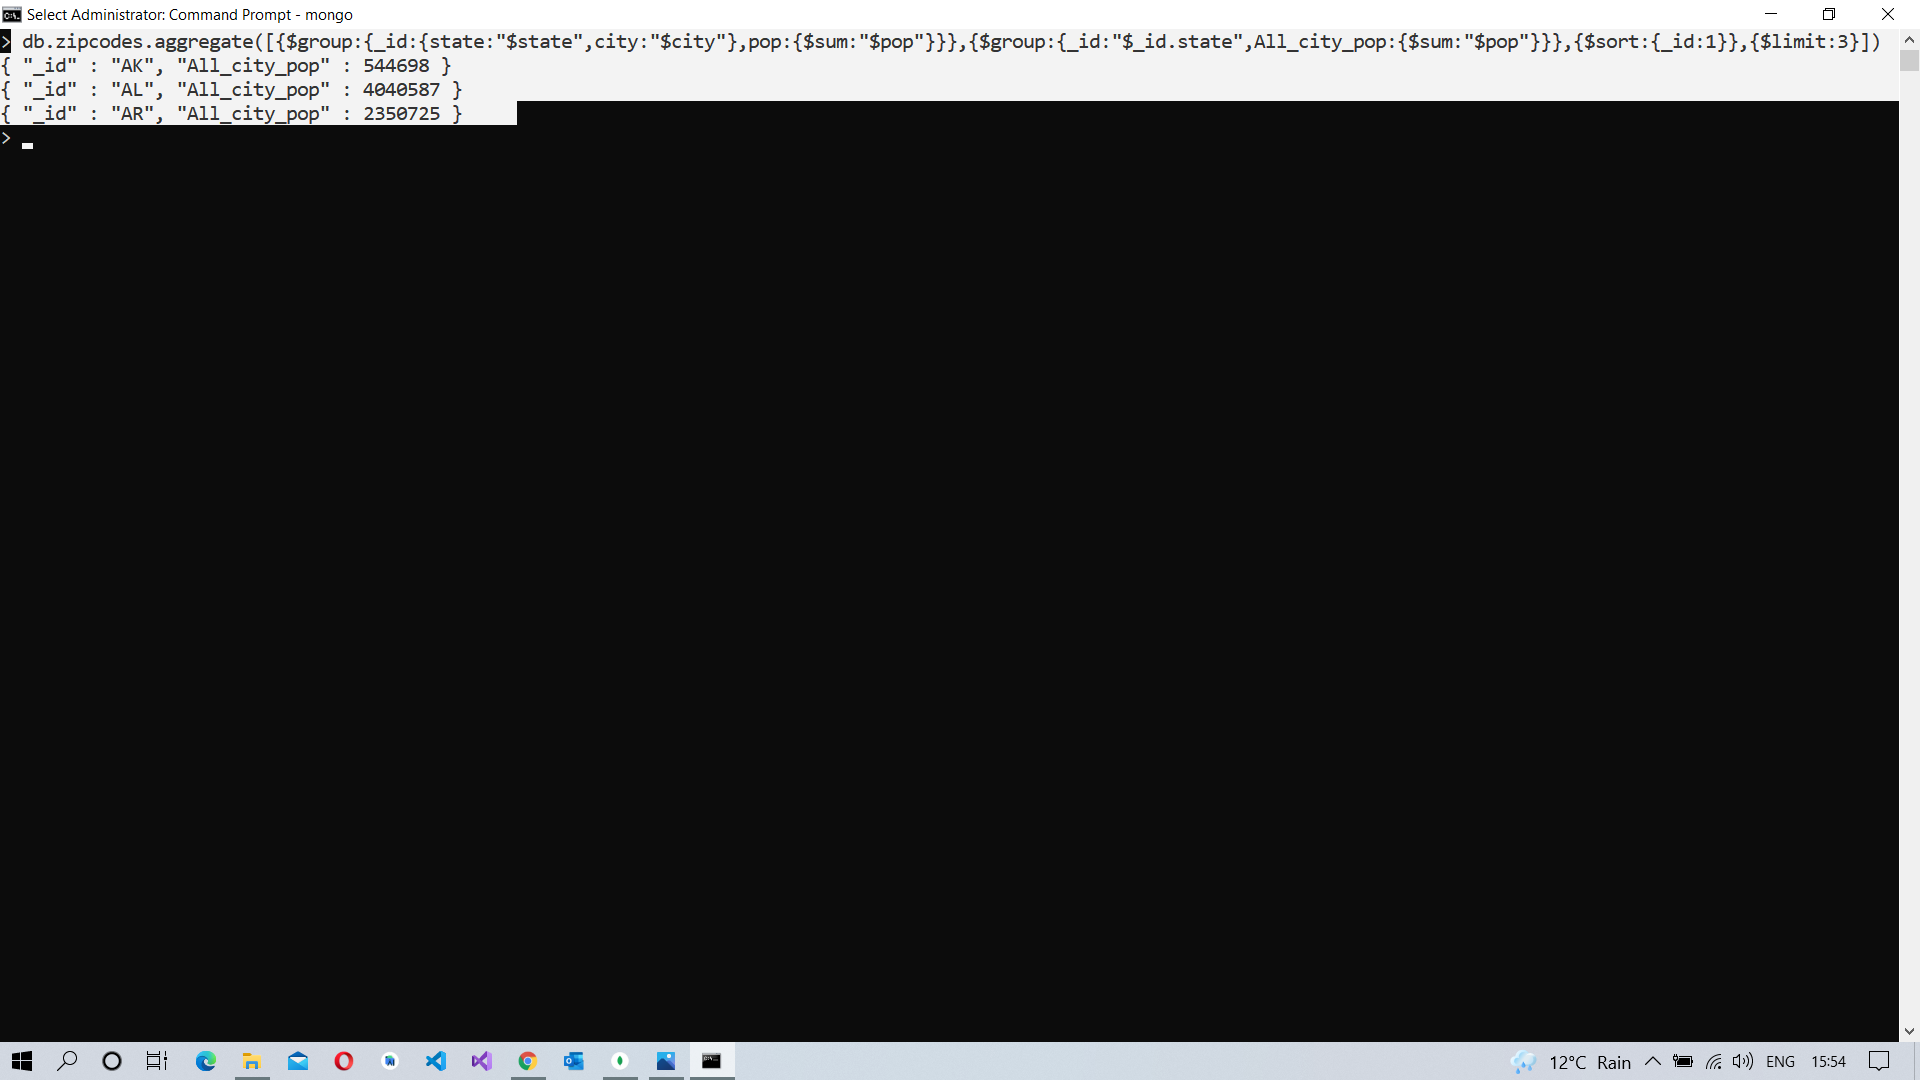 Select Administrator: Command Prompt - mongo
> db.zipcodes.aggregate([{$group:{_id:{state:"$state",city:"$city"},pop:{$sum:"$pop"}}},{$group:{_id:"$_id.state",All_city_pop:{$sum:"$pop"}}},{$sort:{_id:1}},{$limit:3}])
{ "_id" : "AK", "All_city_pop" : 544698 }
{ "_id" : "AL", "All_city_pop" : 4040587 }
{ "_id" : "AR", "All_city_pop" : 2350725 }
>
12°C Rain ENG 15:54